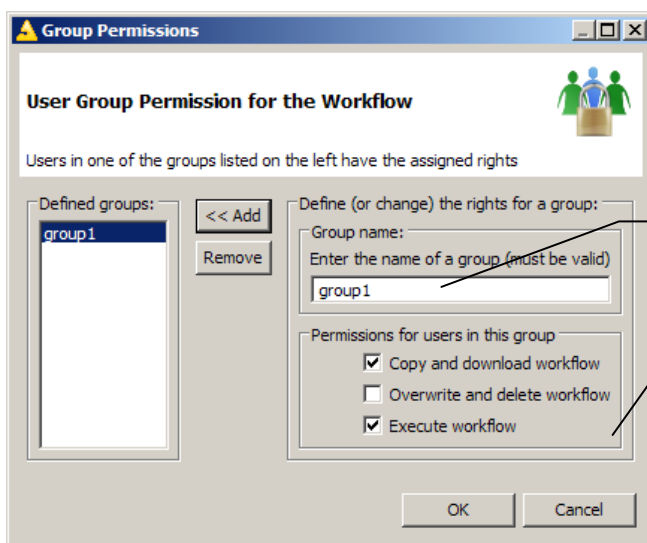 Group Permissions
User Group Permission for the Workflow
Users in one of the groups listed on the left have the assigned rights
Defined groups:
group1
<< Add
Remove
Define (or change) the rights for a group:
Group name:
Enter the name of a group (must be valid)
group1
Permissions for users in this group
Copy and download workflow
Overwrite and delete workflow
Execute workflow
OK
Cancel